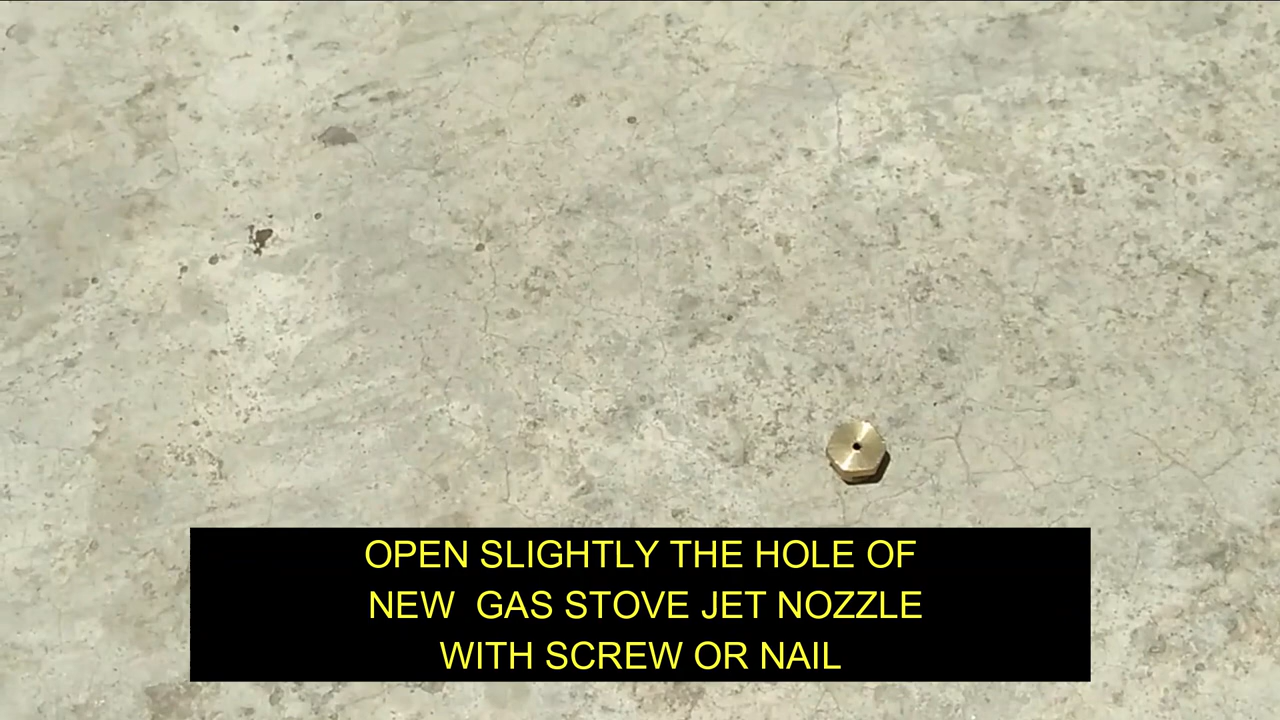 OPEN SLIGHTLY THE HOLE OF
NEW  GAS STOVE JET NOZZLE
WITH SCREW OR NAIL